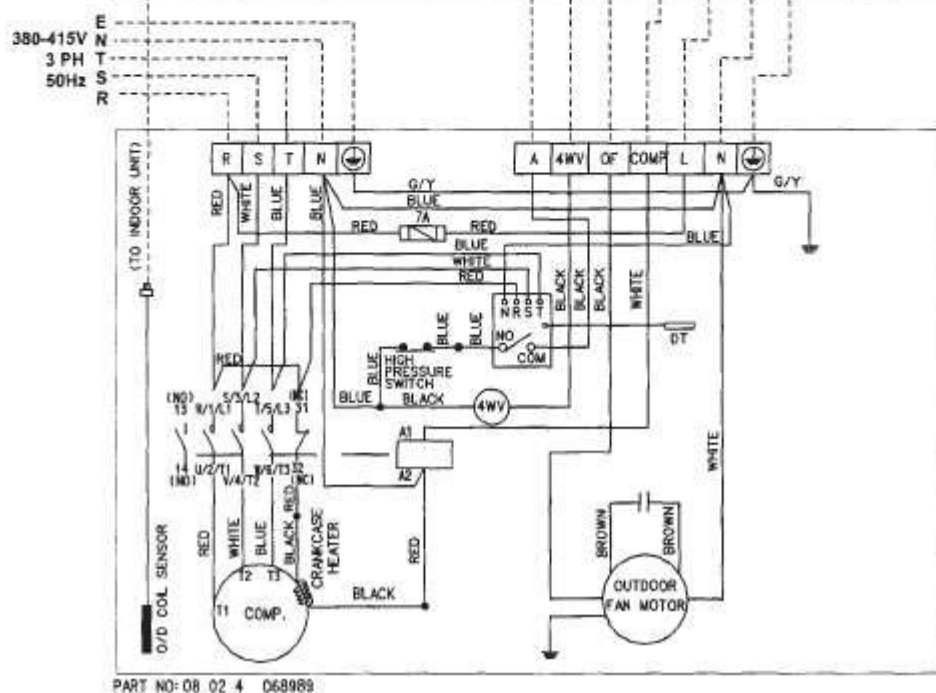 E
380-415V N
3 PH T
50Hz S
R
R S T N
A 4WV OF COMP L N
(TO INDOOR UNIT)
G/Y
G/Y
BLUE
RED
WHITE
BLUE
BLUE
RED
7A
RED
BLUE
BLUE
WHITE
RED
BLACK
BLACK
BLACK
WHITE
N R S T
NO
COM
DT
BLUE
BLUE
BLUE
HIGH
PRESSURE
SWITCH
RED
BLUE
BLACK
4WV
(NO)
13 R/1/L1
S/3/L2
T/5/L3
(NC)
31
A1
A2
14
(NO)
U/2/T1
V/4/T2
W/6/T3
32
(NC)
WHITE
RED
WHITE
BLUE
BLACK
RED
CRANKCASE
HEATER
RED
BLACK
T1
T2
T3
COMP.
BROWN
BROWN
OUTDOOR
FAN MOTOR
O/D COIL SENSOR
PART NO: 08 02 4 068989